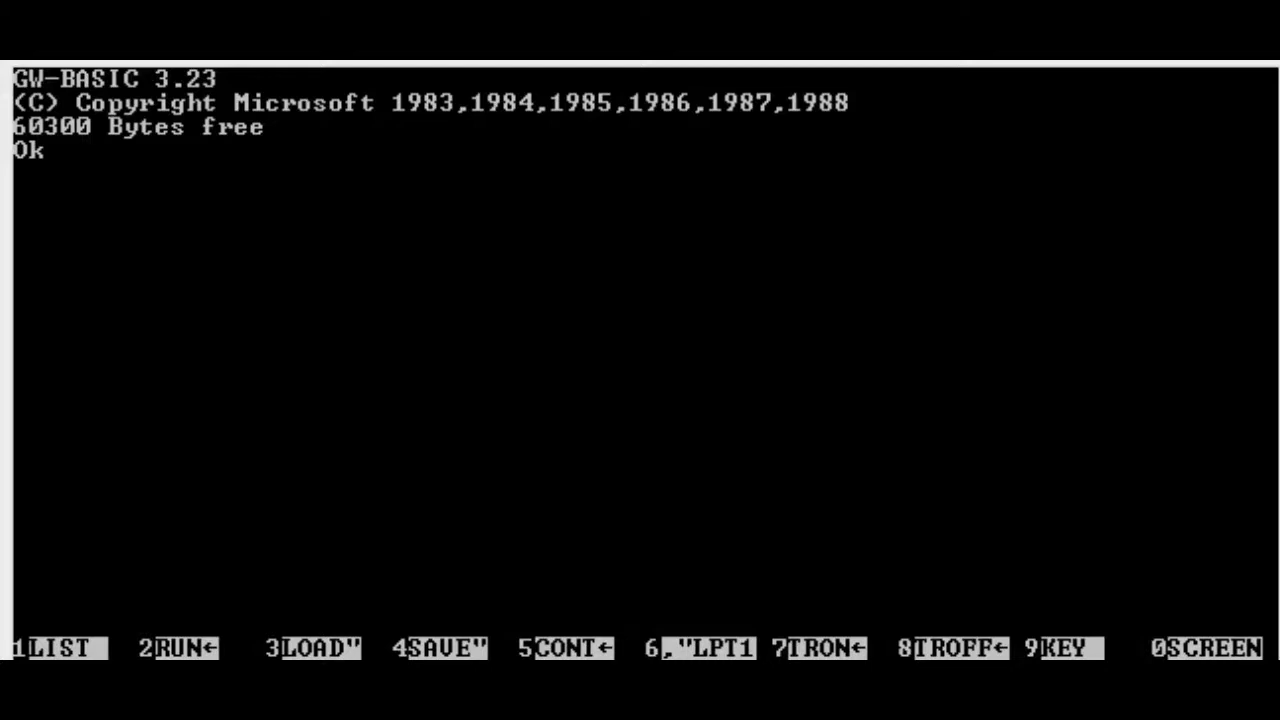 GW-BASIC 3.23
(C) Copyright Microsoft 1983,1984,1985,1986,1987,1988
60300 Bytes free
Ok
1LIST 2RUN← 3LOAD" 4SAVE" 5CONT← 6,"LPT1 7TRON← 8TROFF← 9KEY 0SCREEN